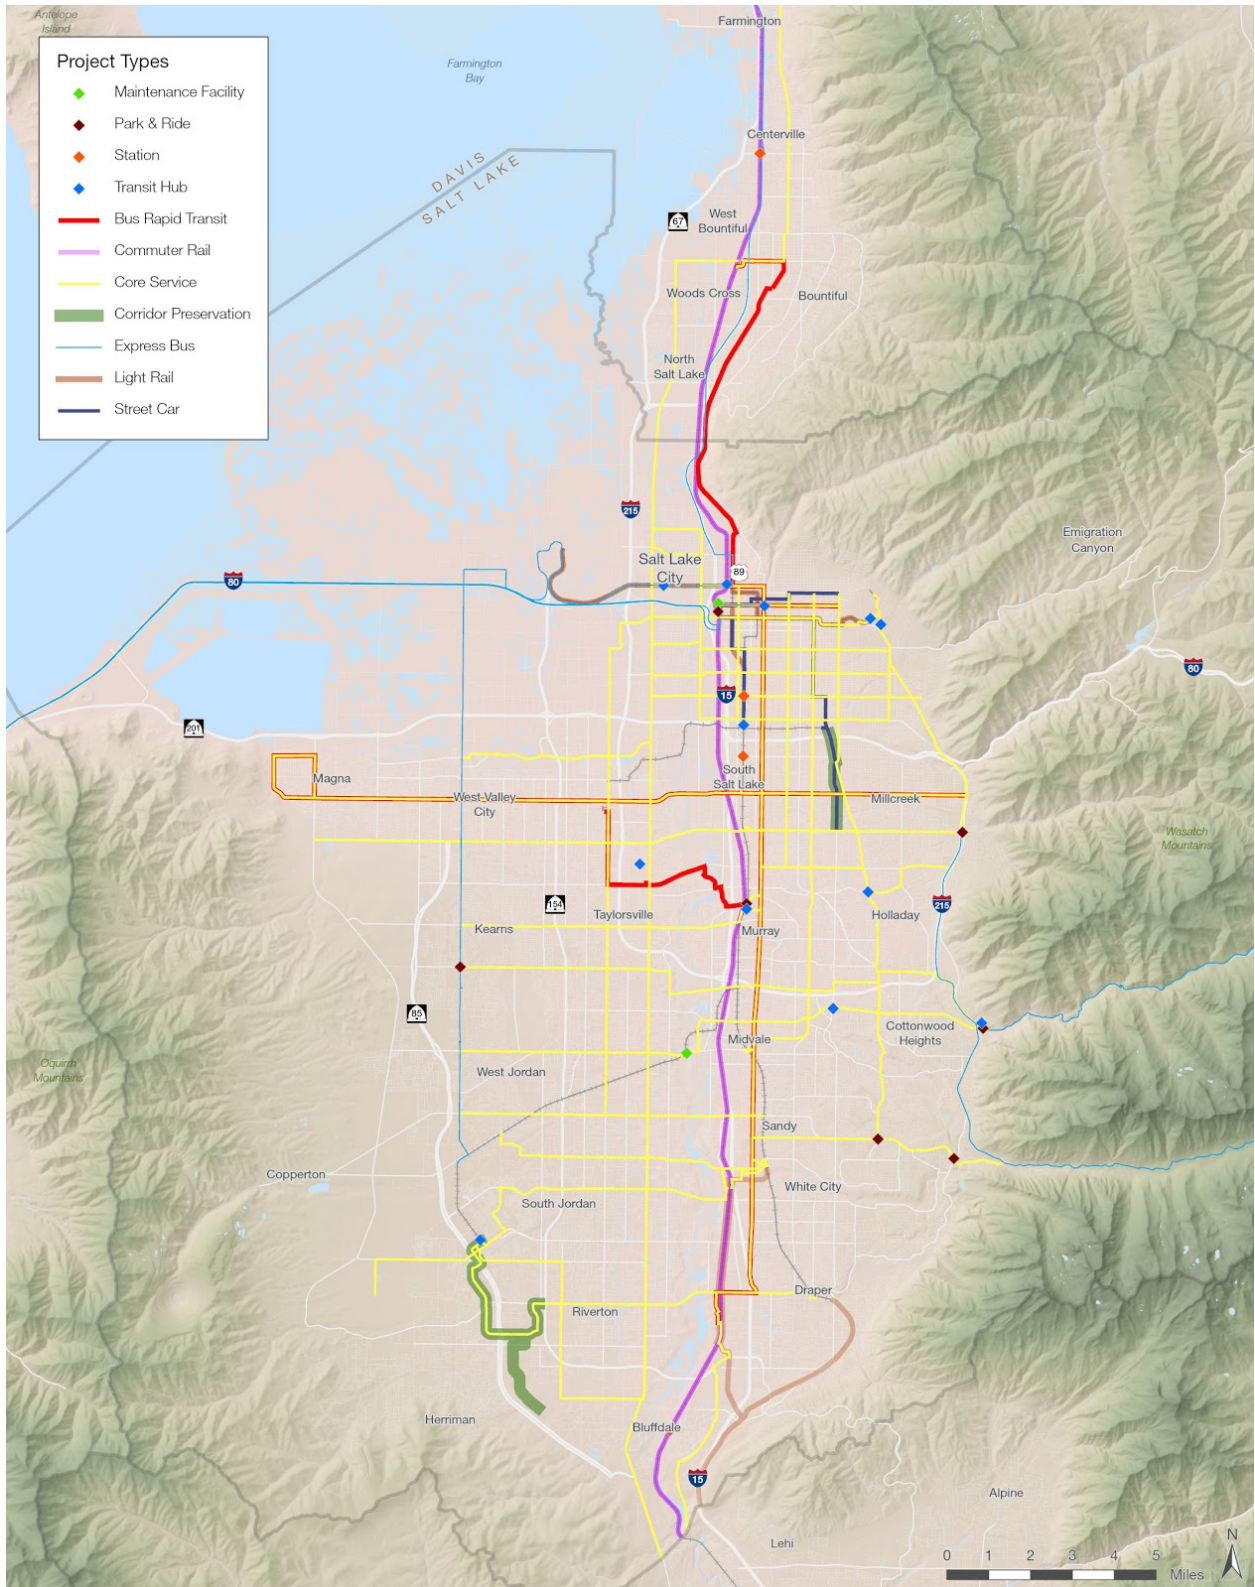 Antelope
Island
Farmington
Project Types
Maintenance Facility
Park & Ride
Station
Transit Hub
Bus Rapid Transit
Commuter Rail
Core Service
Corridor Preservation
Express Bus
Light Rail
Street Car
Farmington
Bay
Centerville
DAVIS
SALT LAKE
67
West
Bountiful
Woods Cross
Bountiful
North
Salt Lake
215
Emigration
Canyon
Salt Lake
City
89
80
80
15
201
South
Salt Lake
Magna
West Valley
City
Millcreek
Wasatch
Mountains
154
Taylorsville
Holladay
215
Kearns
Murray
85
Cottonwood
Heights
Midvale
Oquirrh
Mountains
West Jordan
Sandy
Copperton
White City
South Jordan
Draper
Riverton
Herriman
Bluffdale
15
Alpine
Lehi
N
0 1 2 3 4 5
Miles